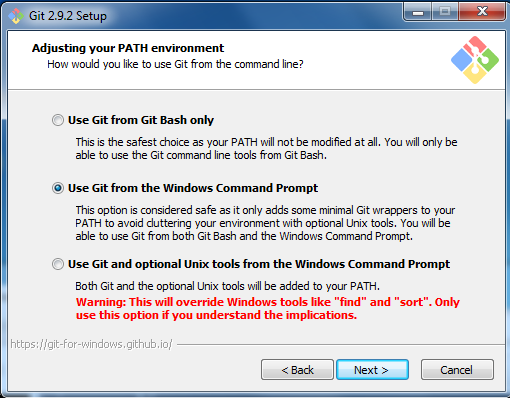 Git 2.9.2 Setup
Adjusting your PATH environment
How would you like to use Git from the command line?
Use Git from Git Bash only
This is the safest choice as your PATH will not be modified at all. You will only be
able to use the Git command line tools from Git Bash.
Use Git from the Windows Command Prompt
This option is considered safe as it only adds some minimal Git wrappers to your
PATH to avoid cluttering your environment with optional Unix tools. You will be
able to use Git from both Git Bash and the Windows Command Prompt.
Use Git and optional Unix tools from the Windows Command Prompt
Both Git and the optional Unix tools will be added to your PATH.
Warning: This will override Windows tools like "find" and "sort". Only
use this option if you understand the implications.
https://git-for-windows.github.io/
< Back
Next >
Cancel